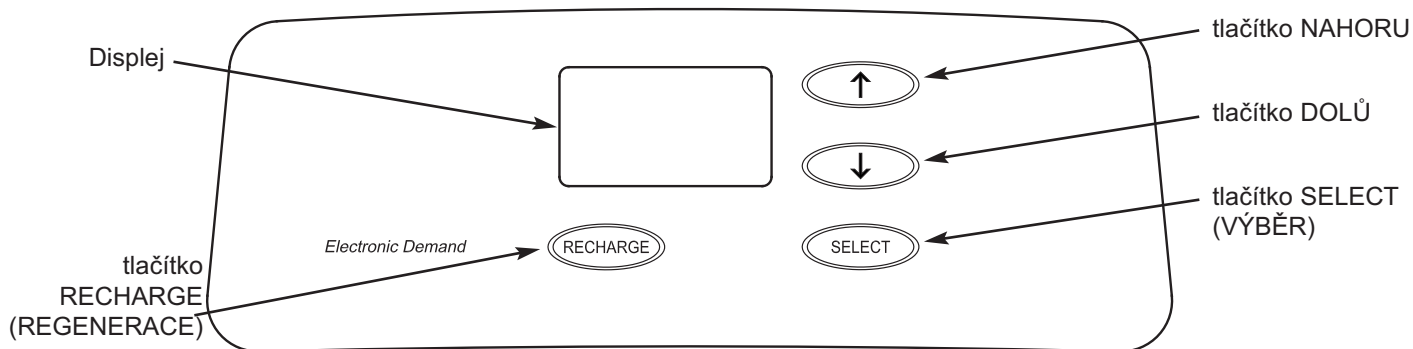 tlačítko NAHORU
Displej
tlačítko DOLŮ
tlačítko SELECT
(VÝBĚR)
Electronic Demand
RECHARGE
SELECT
tlačítko
RECHARGE
(REGENERACE)